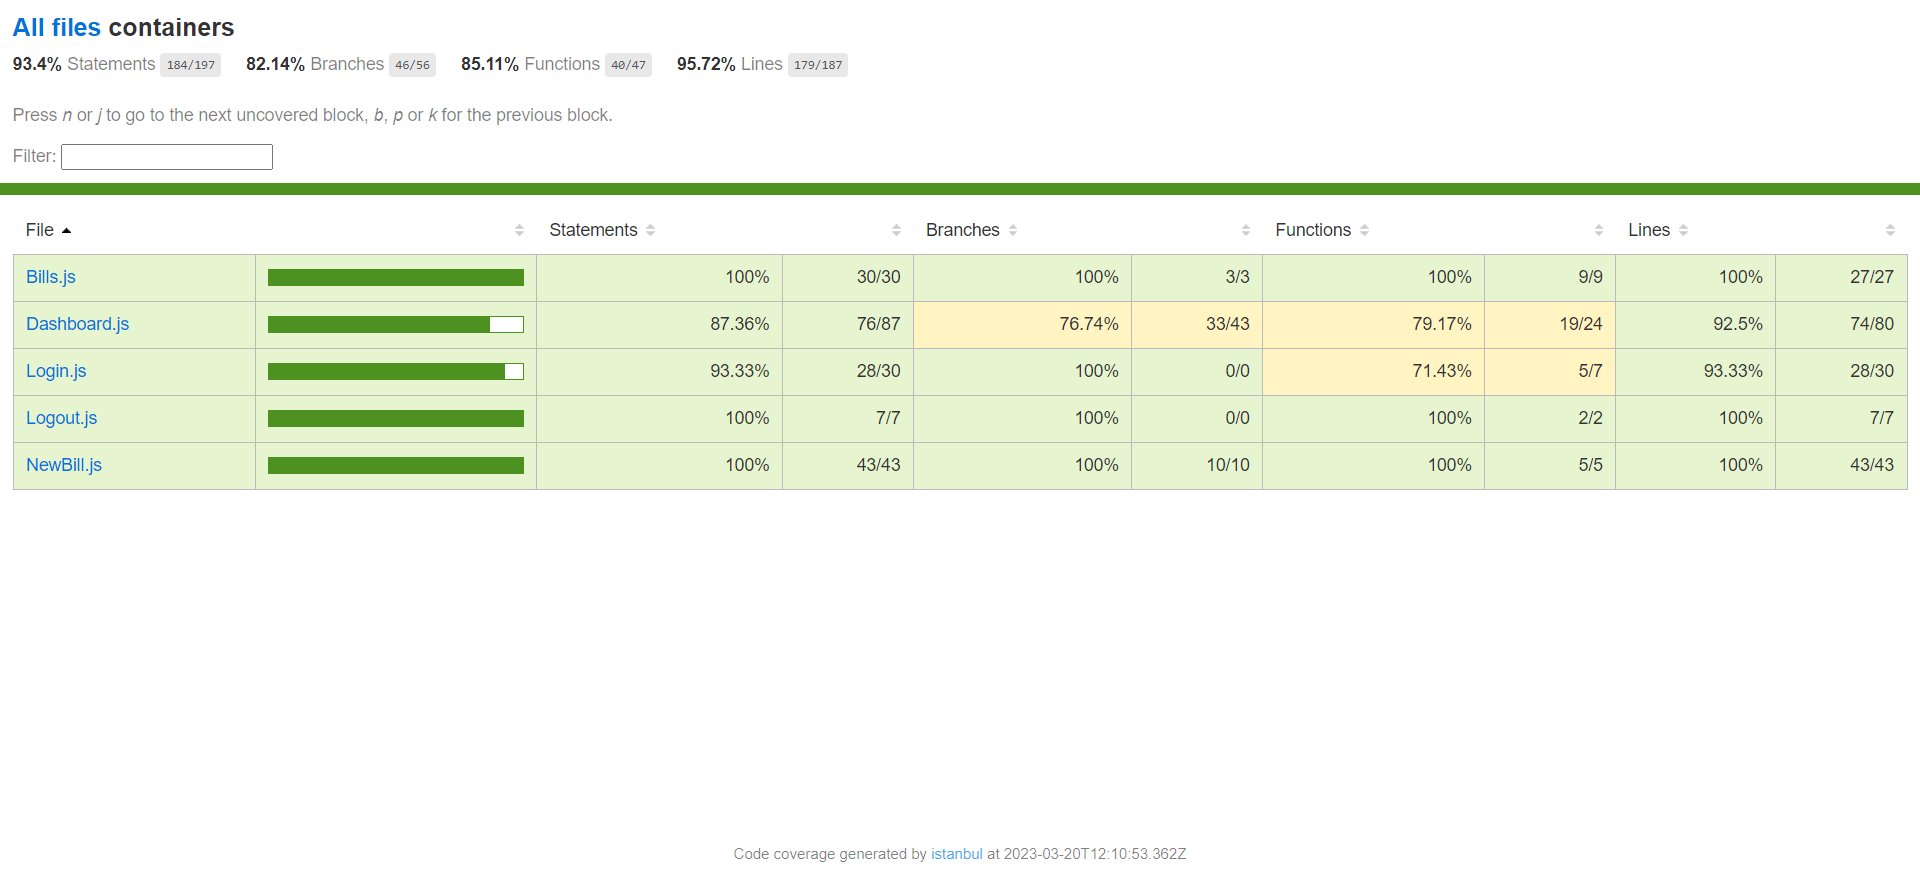 All files containers
93.4% Statements 184/197 82.14% Branches 46/56 85.11% Functions 40/47 95.72% Lines 179/187
Press n or j to go to the next uncovered block, b, p or k for the previous block.
Filter:
File Statements Branches Functions Lines
Bills.js 100% 30/30 100% 3/3 100% 9/9 100% 27/27
Dashboard.js 87.36% 76/87 76.74% 33/43 79.17% 19/24 92.5% 74/80
Login.js 93.33% 28/30 100% 0/0 71.43% 5/7 93.33% 28/30
Logout.js 100% 7/7 100% 0/0 100% 2/2 100% 7/7
NewBill.js 100% 43/43 100% 10/10 100% 5/5 100% 43/43
Code coverage generated by istanbul at 2023-03-20T12:10:53.362Z